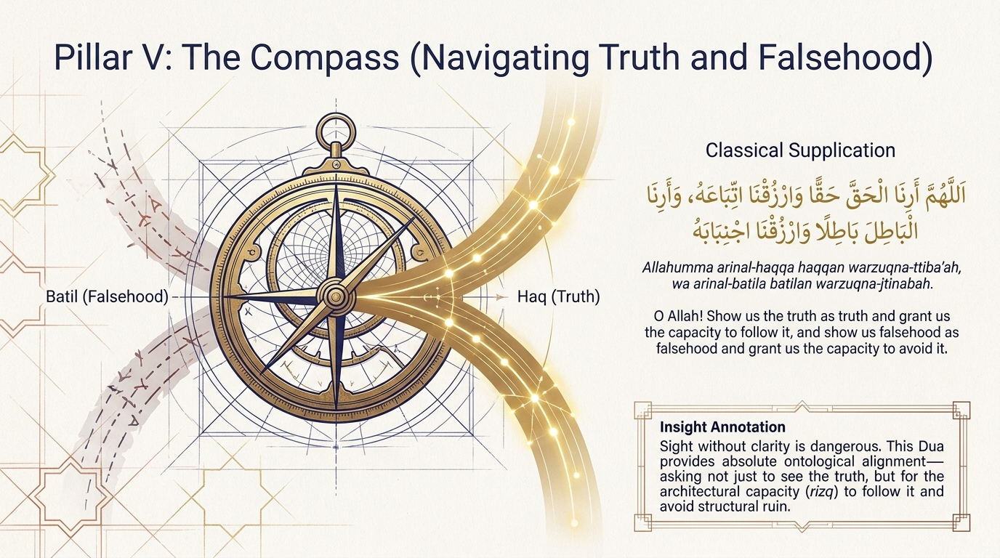 Pillar V: The Compass (Navigating Truth and Falsehood)
Batil (Falsehood)
Haq (Truth)
Classical Supplication
اَللَّهُمَّ أَرِنَا الْحَقَّ حَقًّا وَارْزُقْنَا اتِّبَاعَهُ، وَأَرِنَا
الْبَاطِلَ بَاطِلًا وَارْزُقْنَا اجْنِبَابَهُ
Allahumma arinal-haqqa haqqan warzuqna-ttiba’ah,
wa arinal-batila batilan warzuqna-jtinabah.
O Allah! Show us the truth as truth and grant us
the capacity to follow it, and show us falsehood as
falsehood and grant us the capacity to avoid it.
Insight Annotation
Sight without clarity is dangerous. This Dua
provides absolute ontological alignment—
asking not just to see the truth, but for the
architectural capacity (rizq) to follow it and
avoid structural ruin.